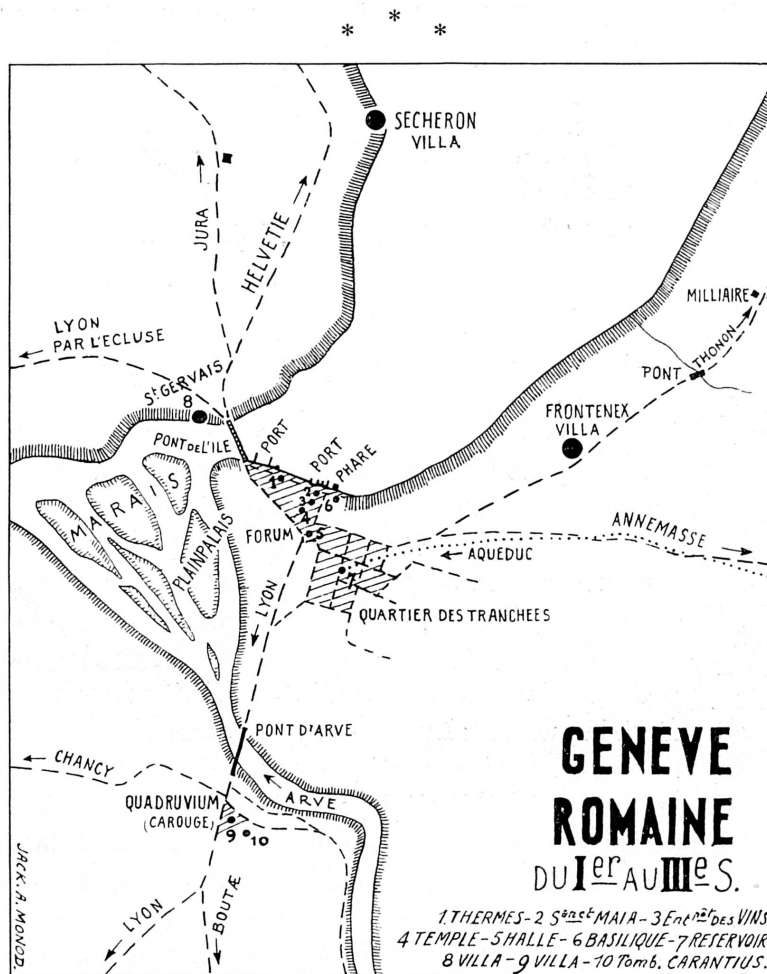 * * *
SECHERON
VILLA
JURA
HELVETIE
LYON
PAR L'ECLUSE
MILLIAIRE
THONON
PONT
St GERVAIS
8
FRONTENEX
VILLA
PONT DE L'ILE
PORT
PORT
PHARE
1
2
3
6
4
MARAIS
PLAINPALAIS
FORUM
5
ANNEMASSE
AQUEDUC
LYON
QUARTIER DES TRANCHEES
PONT D'ARVE
CHANCY
ARVE
QUADRUVIUM
(CAROUGE)
9 10
LYON
BOUTÆ
JACK. A. MONOD.
GENEVE
ROMAINE
DU Ier AU IIIe S.
1. THERMES - 2 Sanct MAIA - 3 Entrpôt DES VINS
4 TEMPLE - 5 HALLE - 6 BASILIQUE - 7 RESERVOIR
8 VILLA - 9 VILLA - 10 Tomb. CARANTIUS.